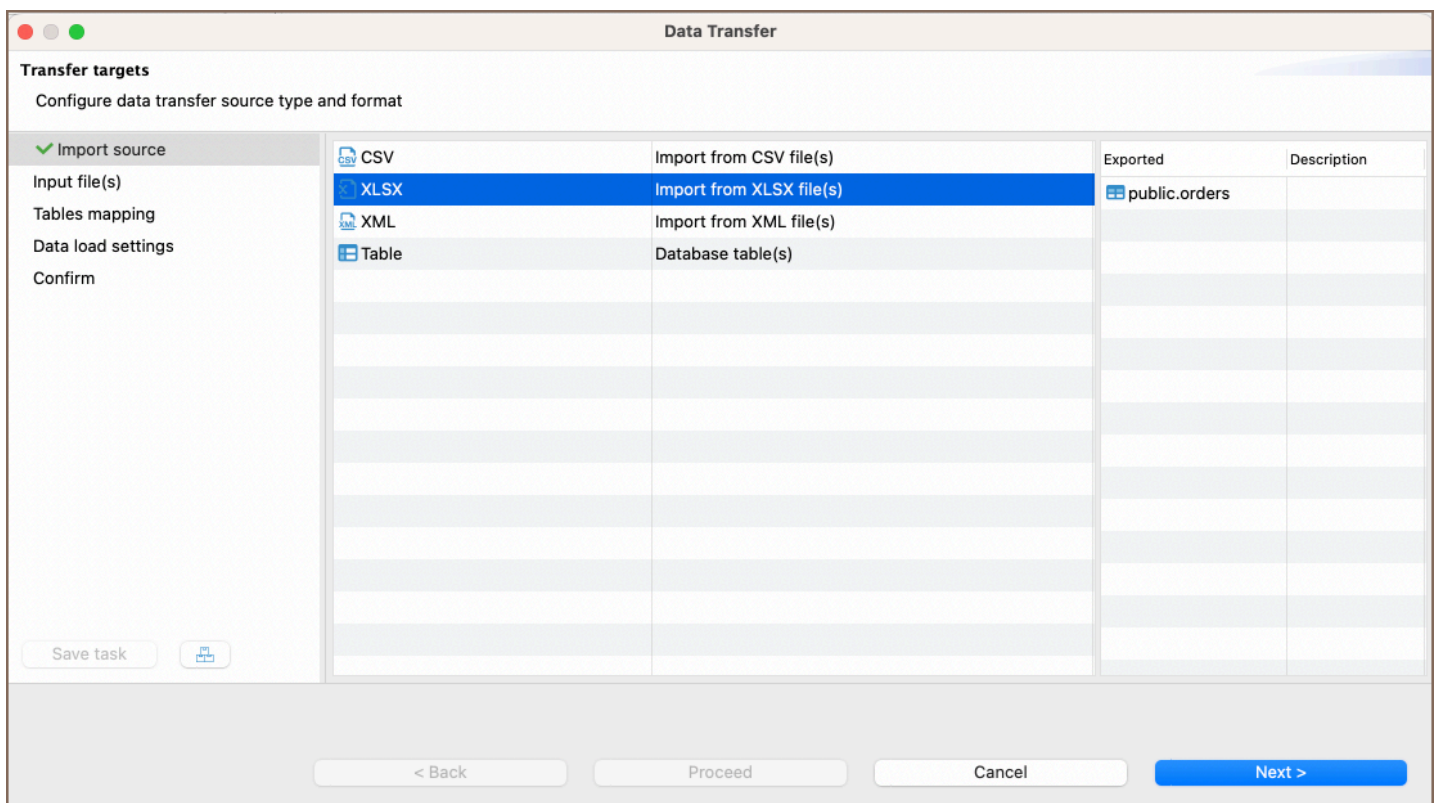 Data Transfer
Transfer targets
Configure data transfer source type and format
Import source
Input file(s)
Tables mapping
Data load settings
Confirm
Save task
CSV CSV Import from CSV file(s)
X XLSX Import from XLSX file(s)
XML XML Import from XML file(s)
Table Database table(s)
Exported Description
public.orders
< Back Proceed Cancel Next >